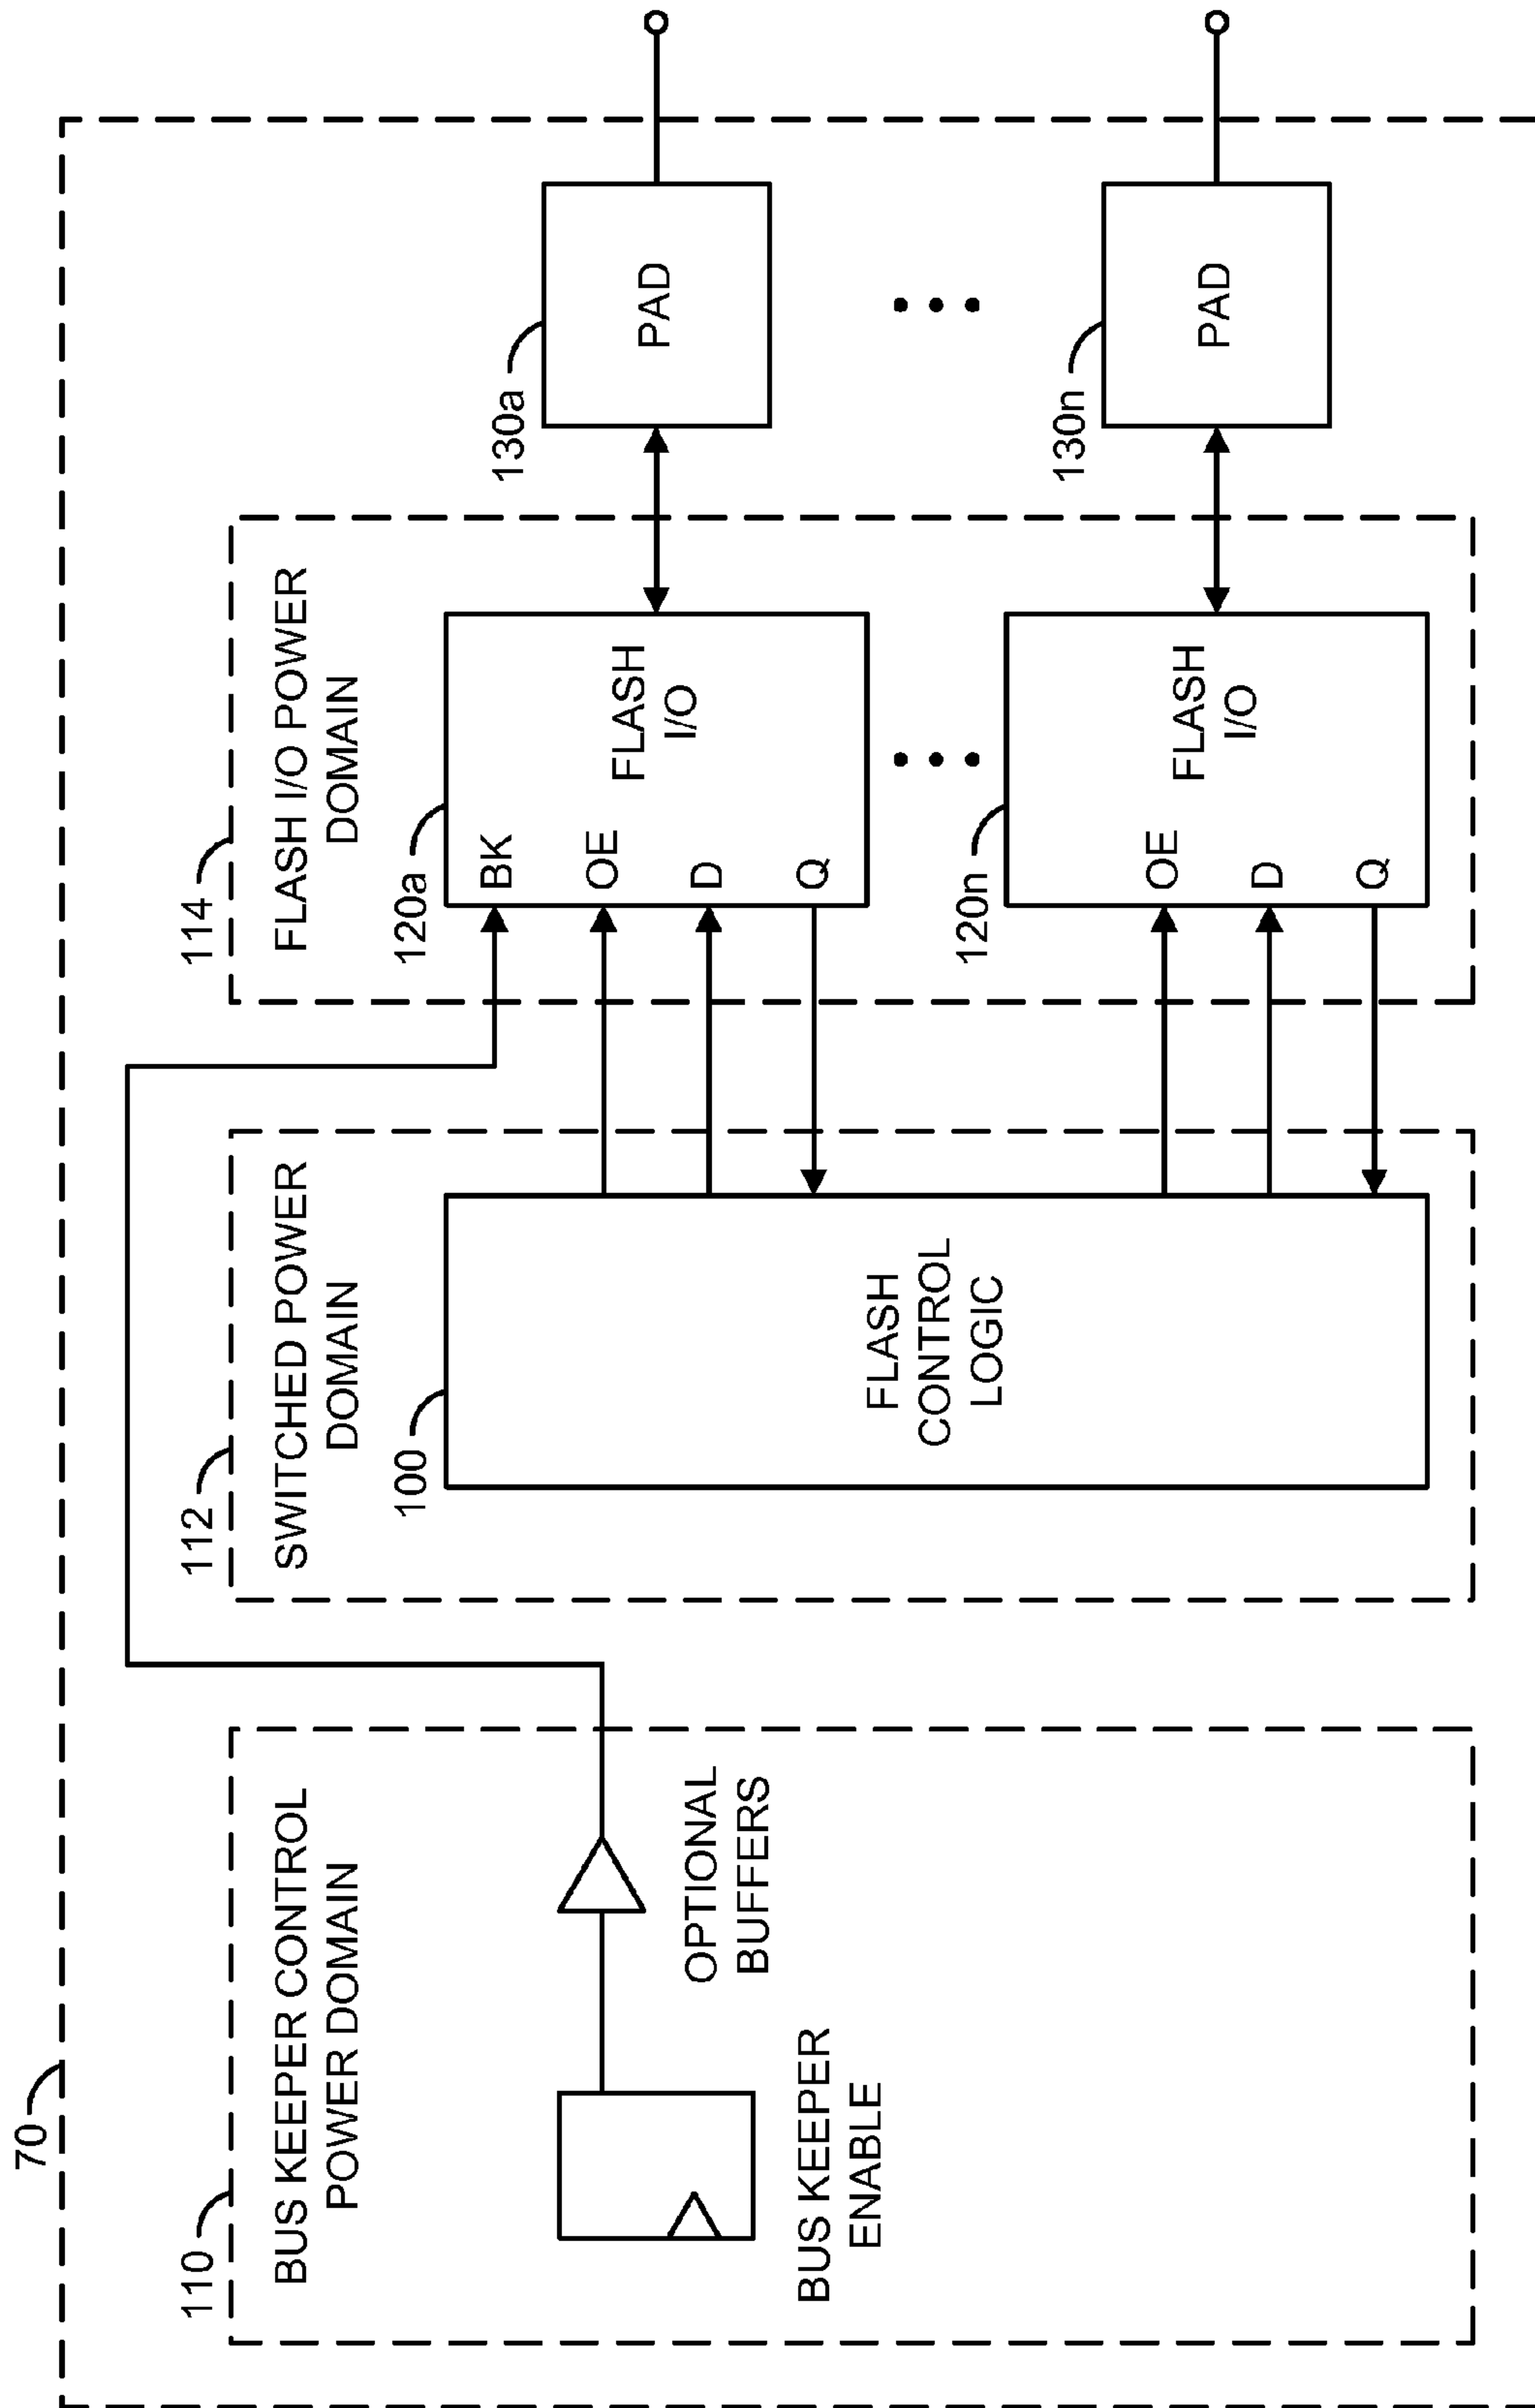 70
110
BUS KEEPER CONTROL
POWER DOMAIN
BUS KEEPER
ENABLE
OPTIONAL
BUFFERS
112
SWITCHED POWER
DOMAIN
100
FLASH
CONTROL
LOGIC
114
FLASH I/O POWER
DOMAIN
120a
BK
OE
D
Q
FLASH
I/O
120n
OE
D
Q
FLASH
I/O
130a
PAD
130n
PAD